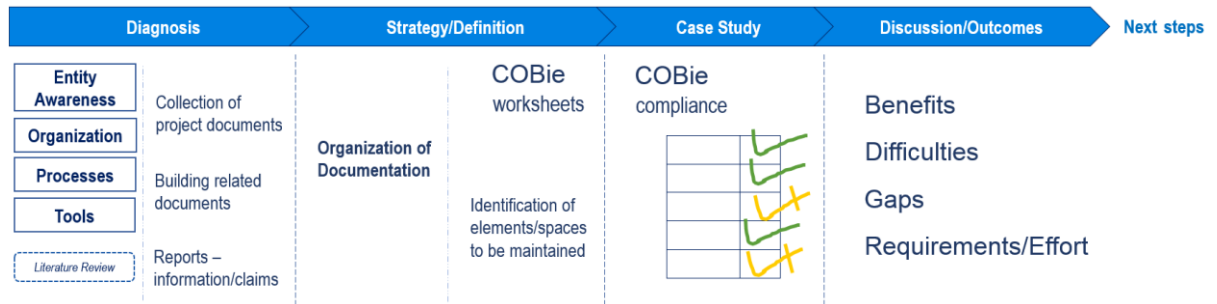 Diagnosis
Strategy/Definition
Case Study
Discussion/Outcomes
Next steps
Entity
Awareness
Organization
Processes
Tools
Literature Review
Collection of
project documents
Building related
documents
Reports –
information/claims
Organization of
Documentation
COBie
worksheets
Identification of
elements/spaces
to be maintained
COBie
compliance
Benefits
Difficulties
Gaps
Requirements/Effort